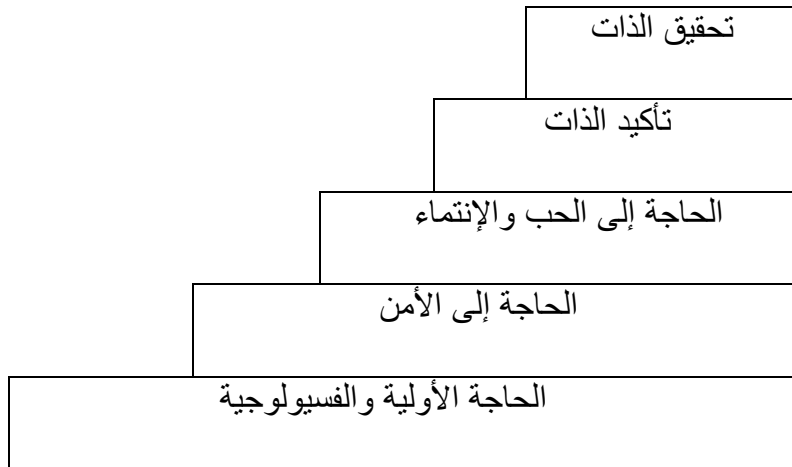 تحقيق الذات
تأكيد الذات
الحاجة إلى الحب والإنتماء
الحاجة إلى الأمن
الحاجة الأولية والفسيولوجية